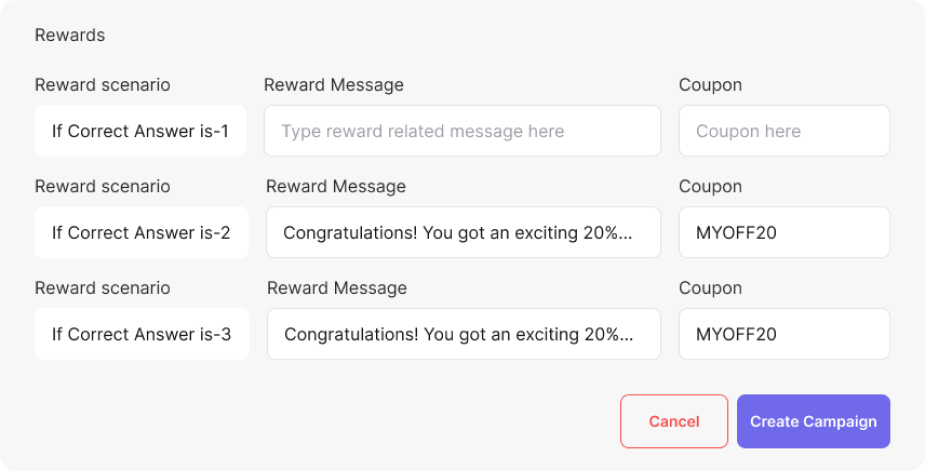 Rewards
Reward scenario Reward Message Coupon
If Correct Answer is-1 Type reward related message here Coupon here
Reward scenario Reward Message Coupon
If Correct Answer is-2 Congratulations! You got an exciting 20%... MYOFF20
Reward scenario Reward Message Coupon
If Correct Answer is-3 Congratulations! You got an exciting 20%... MYOFF20
Cancel Create Campaign